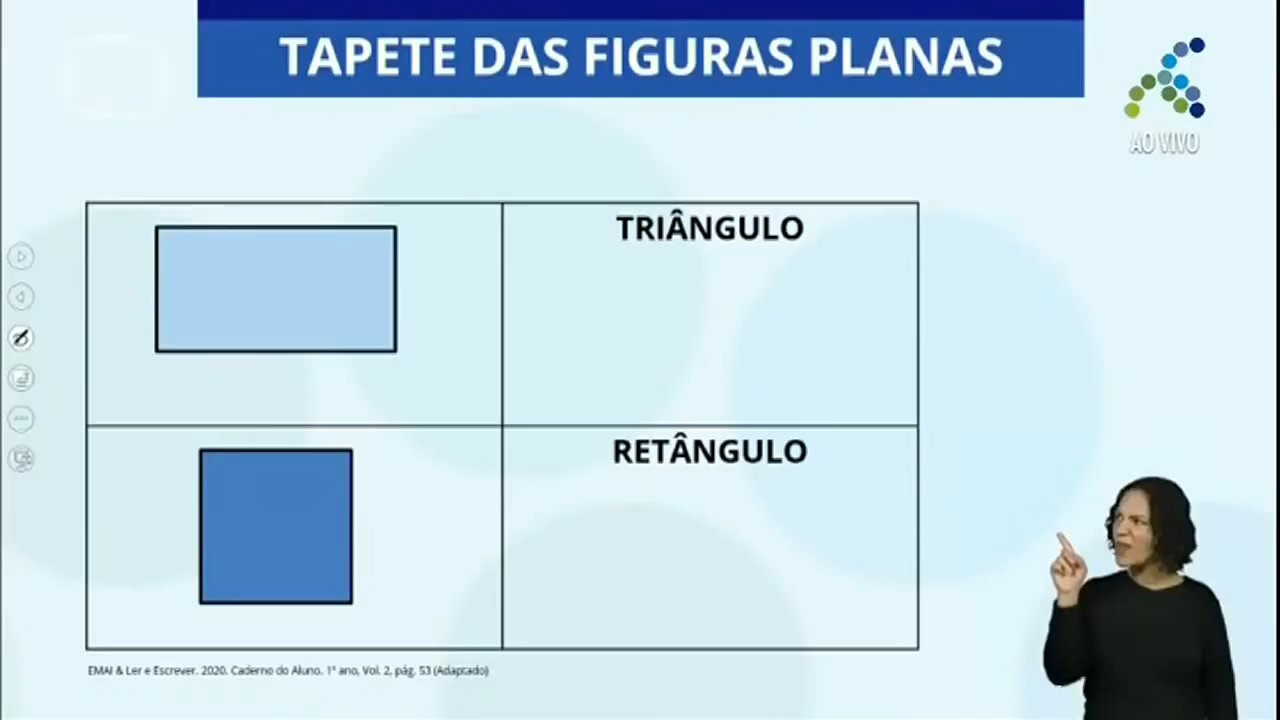 TAPETE DAS FIGURAS PLANAS
AO VIVO
TRIÂNGULO
RETÂNGULO
EMAI & Ler e Escrever. 2020. Caderno do Aluno. 1º ano, Vol. 2, pág. 53 (Adaptado)